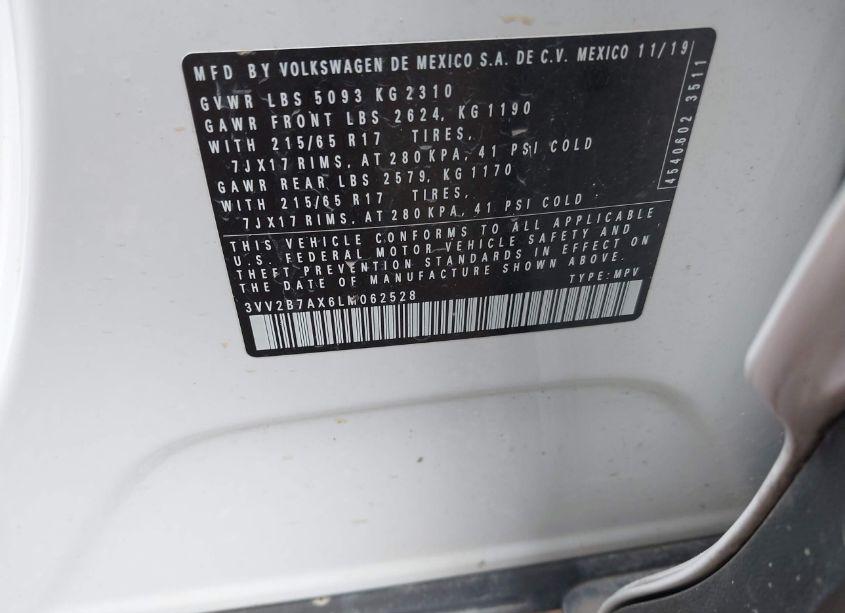 MFD BY VOLKSWAGEN DE MEXICO S.A. DE C.V. MEXICO 11/19
GVWR LBS 5093 KG 2310
GAWR FRONT LBS 2624, KG 1190
WITH 215/65 R17 TIRES,
7JX17 RIMS, AT 280 KPA, 41 PSI COLD
GAWR REAR LBS 2579, KG 1170
WITH 215/65 R17 TIRES,
7JX17 RIMS, AT 280 KPA, 41 PSI COLD
4540602 3511
THIS VEHICLE CONFORMS TO ALL APPLICABLE
U.S. FEDERAL MOTOR VEHICLE SAFETY AND
THEFT PREVENTION STANDARDS IN EFFECT ON
THE DATE OF MANUFACTURE SHOWN ABOVE.
TYPE: MPV
3VV2B7AX6LM062528